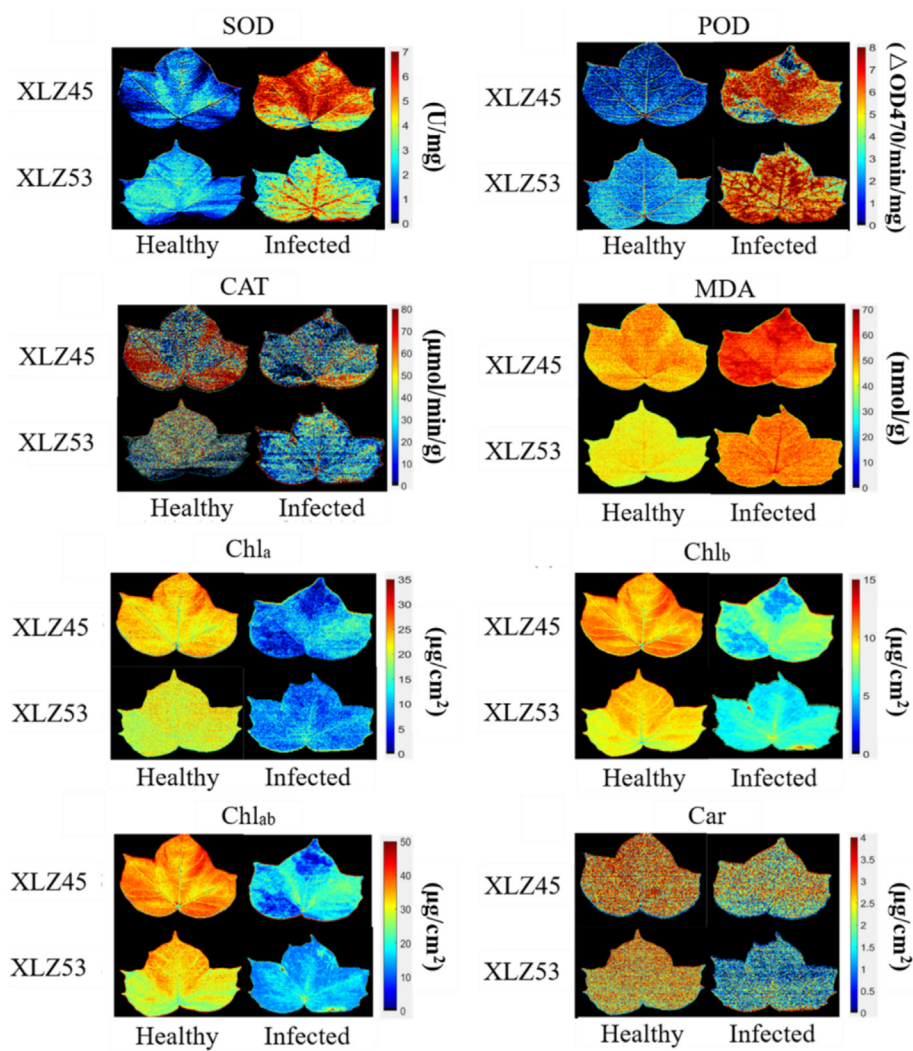 SOD
XLZ45
XLZ53
Healthy Infected
7
6
5
4
3
2
1
0
(U/mg)
POD
XLZ45
XLZ53
Healthy Infected
8
7
6
5
4
3
2
1
0
(△OD470/min/mg)
CAT
XLZ45
XLZ53
Healthy Infected
80
70
60
50
40
30
20
10
0
(μmol/min/g)
MDA
XLZ45
XLZ53
Healthy Infected
70
60
50
40
30
20
10
0
(nmol/g)
Chla
XLZ45
XLZ53
Healthy Infected
35
30
25
20
15
10
5
0
(μg/cm²)
Chlb
XLZ45
XLZ53
Healthy Infected
15
10
5
0
(μg/cm²)
Chlab
XLZ45
XLZ53
Healthy Infected
50
40
30
20
10
0
(μg/cm²)
Car
XLZ45
XLZ53
Healthy Infected
4
3.5
3
2.5
2
1.5
1
0.5
0
(μg/cm²)